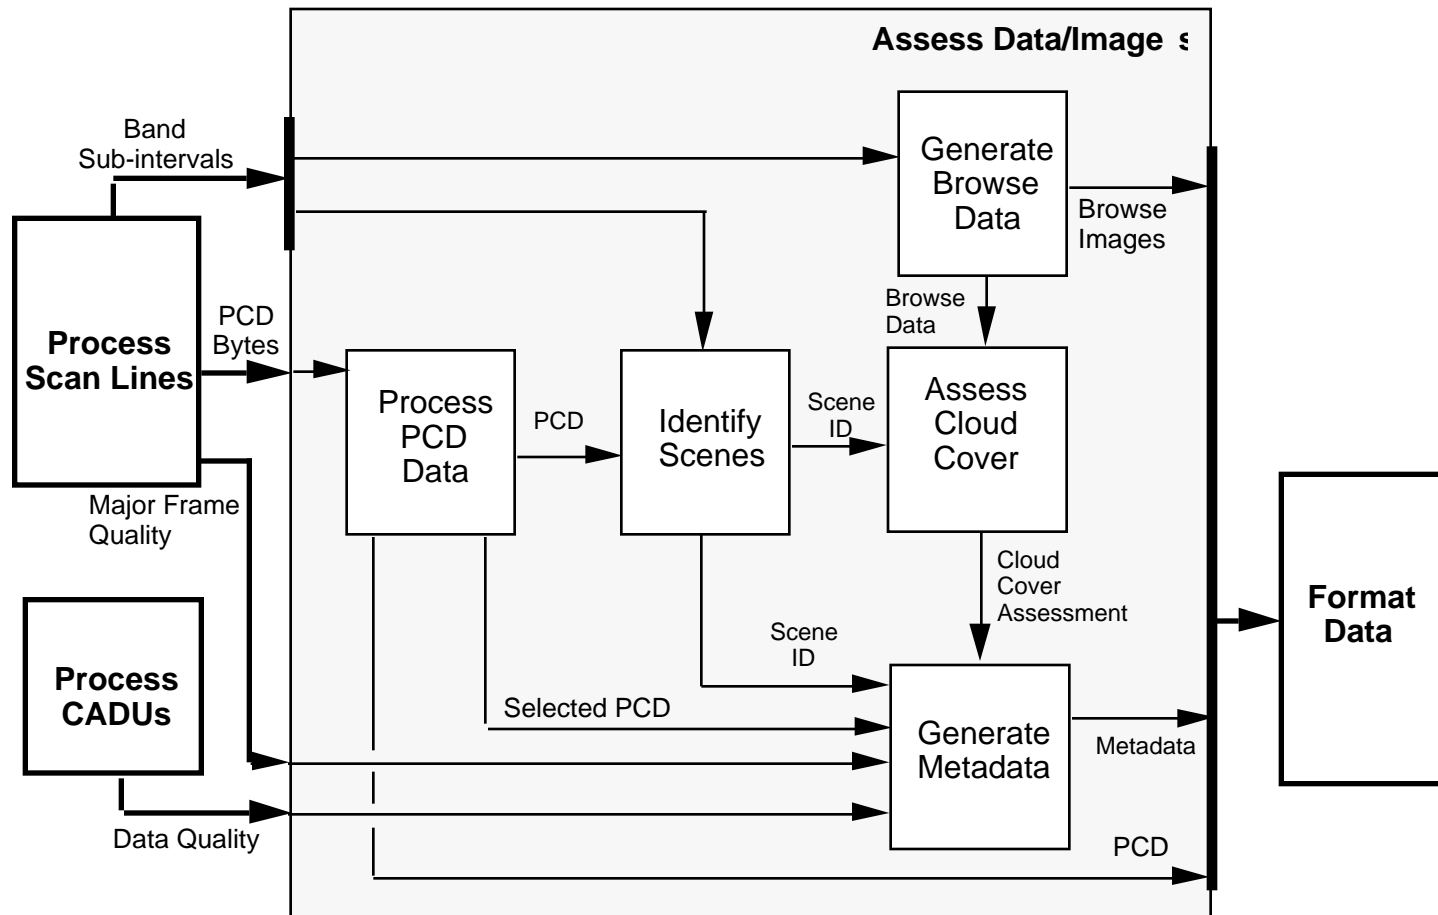 Assess Data/Image s
Band
Sub-intervals
Generate
Browse
Data
Browse
Images
PCD
Bytes
Browse
Data
Process
Scan Lines
Process
PCD
Data
PCD
Identify
Scenes
Scene
ID
Assess
Cloud
Cover
Major Frame
Quality
Cloud
Cover
Assessment
Format
Data
Process
CADUs
Scene
ID
Selected PCD
Generate
Metadata
Metadata
Data Quality
PCD